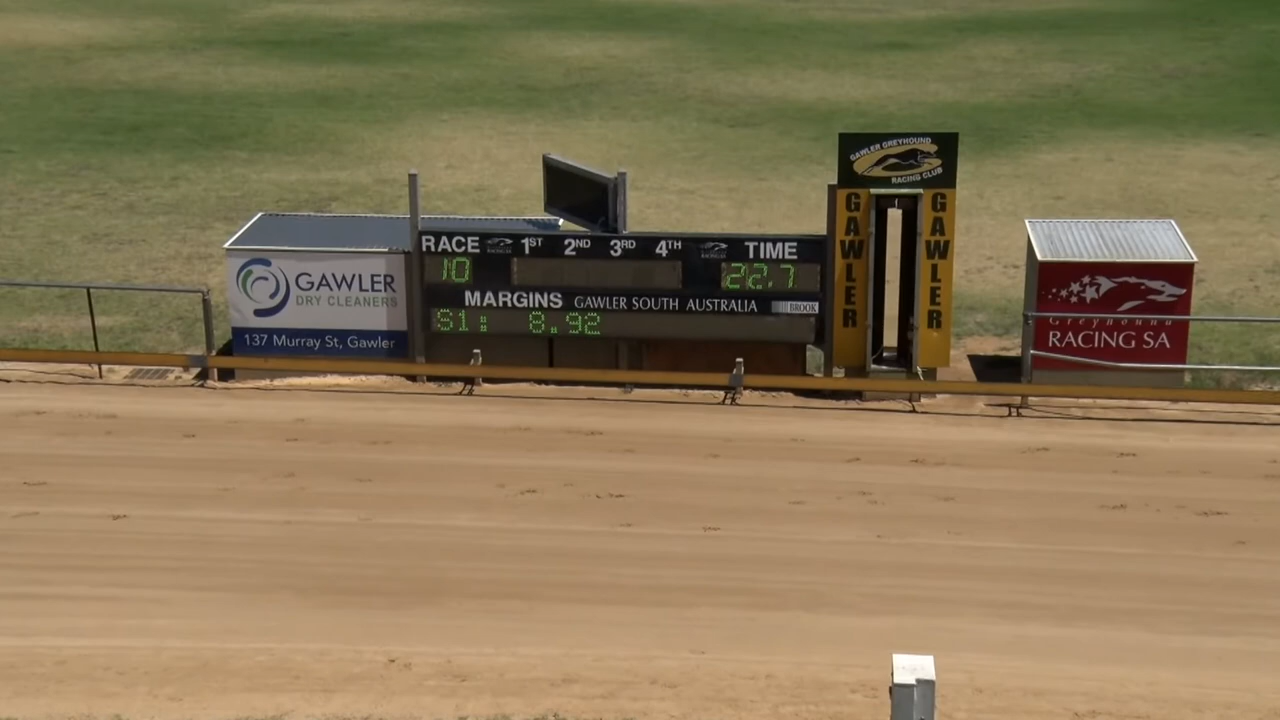 GAWLER GREYHOUND
RACING CLUB
GAWLER
GAWLER
RACE 1ST 2ND 3RD 4TH TIME
10 22.7
MARGINS GAWLER SOUTH AUSTRALIA BROOK
S1: 8.92
GAWLER
DRY CLEANERS
137 Murray St, Gawler
Greyhound
RACING SA